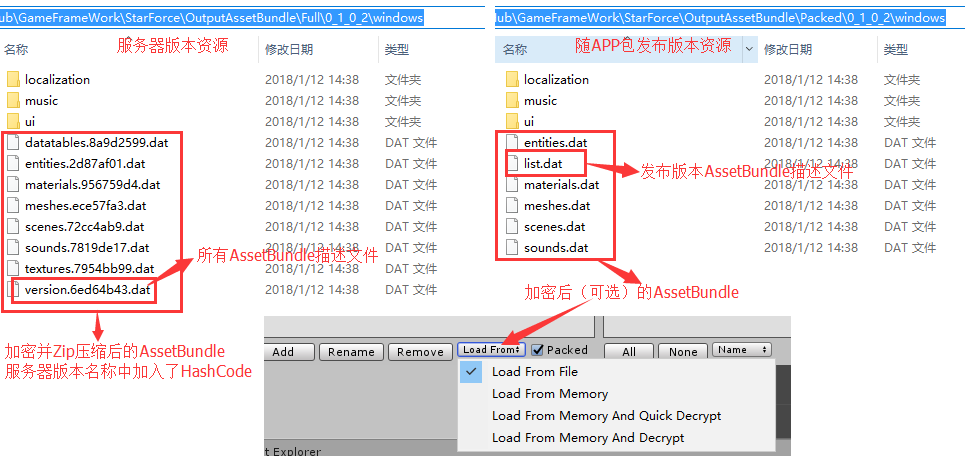 lub\GameFrameWork\StarForce\OutputAssetBundle\Full\0_1_0_2\windows
名称 服务器版本资源 修改日期 类型
localization 2018/1/12 14:38 文件夹
music 2018/1/12 14:38 文件夹
ui 2018/1/12 14:38 文件夹
datatables.8a9d2599.dat 2018/1/12 14:38 DAT 文件
entities.2d87af01.dat 2018/1/12 14:38 DAT 文件
materials.956759d4.dat 2018/1/12 14:38 DAT 文件
meshes.ece57fa3.dat 2018/1/12 14:38 DAT 文件
scenes.72cc4ab9.dat 2018/1/12 14:38 DAT 文件
sounds.7819de17.dat 2018/1/12 14:38 DAT 文件
所有AssetBundle描述文件
textures.7954bb99.dat 2018/1/12 14:38 DAT 文件
version.6ed64b43.dat 2018/1/12 14:38 DAT 文件
加密并Zip压缩后的AssetBundle
服务器版本名称中加入了HashCode
Hub\GameFrameWork\StarForce\OutputAssetBundle\Packed\0_1_0_2\windows
名称 随APP包发布版本资源 修改日期 类型
localization 2018/1/12 14:38 文件夹
music 2018/1/12 14:38 文件夹
ui 2018/1/12 14:38 文件夹
entities.dat 2018/1/12 14:38 DAT 文件
list.dat 2018/1/12 14:38 DAT 文件
发布版本AssetBundle描述文件
materials.dat 2018/1/12 14:38 DAT 文件
meshes.dat 2018/1/12 14:38 DAT 文件
scenes.dat 2018/1/12 14:38 DAT 文件
sounds.dat 2018/1/12 14:38 DAT 文件
加密后（可选）的AssetBundle
Add Rename Remove Load From Packed All None Name
Load From File
Load From Memory
Load From Memory And Quick Decrypt
Load From Memory And Decrypt
t Explorer